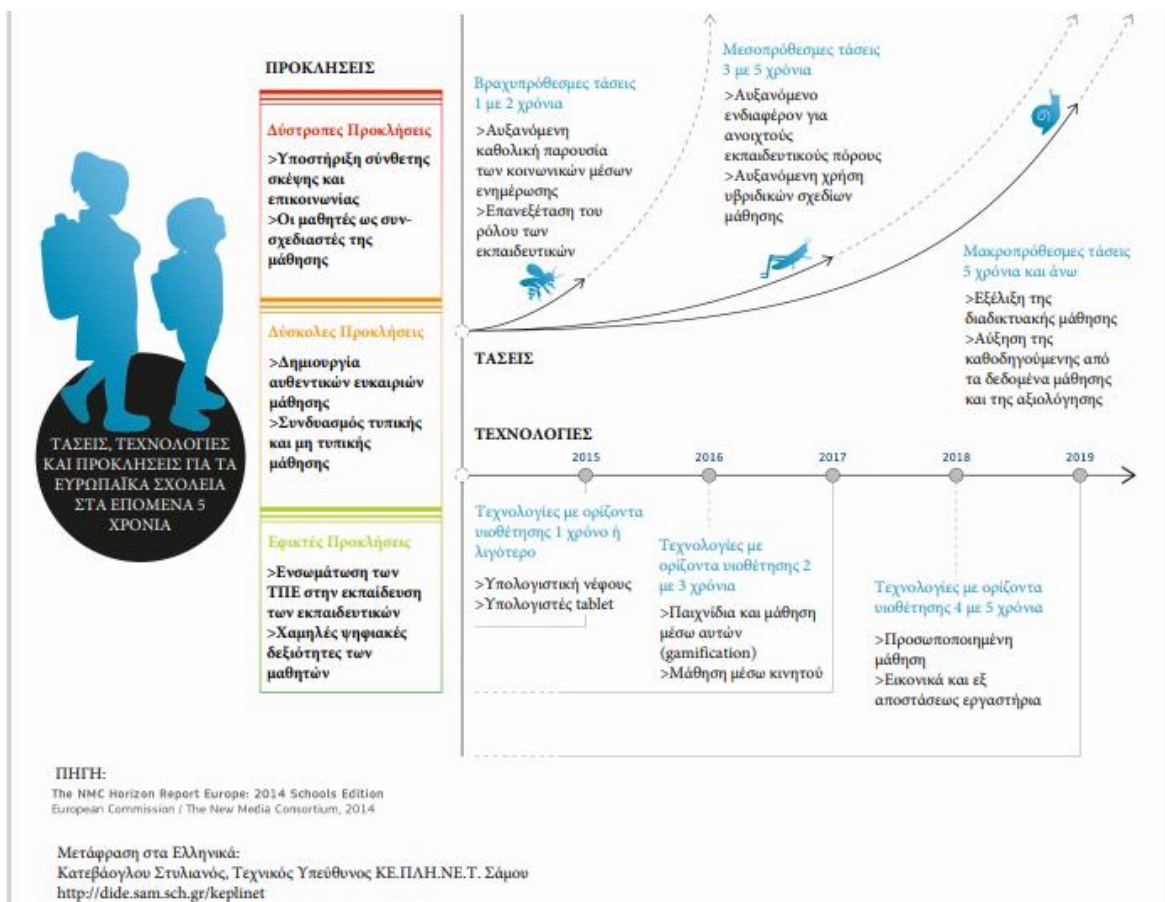 ΠΡΟΚΛΗΣΕΙΣ
Δύστροπες Προκλήσεις
>Υποστήριξη σύνθετης
σκέψης και
επικοινωνίας
>Οι μαθητές ως συν-
σχεδιαστές της
μάθησης
Δύσκολες Προκλήσεις
>Δημιουργία
αυθεντικών ευκαιριών
μάθησης
>Συνδυασμός τυπικής
και μη τυπικής
μάθησης
Εφικτές Προκλήσεις
>Ενσωμάτωση των
ΤΠΕ στην εκπαίδευση
των εκπαιδευτικών
>Χαμηλές ψηφιακές
δεξιότητες των
μαθητών
ΤΑΣΕΙΣ, ΤΕΧΝΟΛΟΓΙΕΣ
ΚΑΙ ΠΡΟΚΛΗΣΕΙΣ ΓΙΑ ΤΑ
ΕΥΡΩΠΑΪΚΑ ΣΧΟΛΕΙΑ
ΣΤΑ ΕΠΟΜΕΝΑ 5
ΧΡΟΝΙΑ
Βραχυπρόθεσμες τάσεις
1 με 2 χρόνια
>Αυξανόμενη
καθολική παρουσία
των κοινωνικών μέσων
ενημέρωσης
>Επανεξέταση του
ρόλου των
εκπαιδευτικών
Μεσοπρόθεσμες τάσεις
3 με 5 χρόνια
>Αυξανόμενο
ενδιαφέρον για
ανοιχτούς
εκπαιδευτικούς πόρους
>Αυξανόμενη χρήση
υβριδικών σχεδίων
μάθησης
Μακροπρόθεσμες τάσεις
5 χρόνια και άνω
>Εξέλιξη της
διαδικτυακής μάθησης
>Αύξηση της
καθοδηγούμενης από
τα δεδομένα μάθησης
και της αξιολόγησης
ΤΑΣΕΙΣ
ΤΕΧΝΟΛΟΓΙΕΣ
2015 2016 2017 2018 2019
Τεχνολογίες με ορίζοντα
υιοθέτησης 1 χρόνο ή
λιγότερο
>Υπολογιστική νέφους
>Υπολογιστές tablet
Τεχνολογίες με
ορίζοντα υιοθέτησης 2
με 3 χρόνια
>Παιχνίδια και μάθηση
μέσω αυτών
(gamification)
>Μάθηση μέσω κινητού
Τεχνολογίες με ορίζοντα
υιοθέτησης 4 με 5 χρόνια
>Προσωποποιημένη
μάθηση
>Εικονικά και εξ
αποστάσεως εργαστήρια
ΠΗΓΗ:
The NMC Horizon Report Europe: 2014 Schools Edition
European Commission / The New Media Consortium, 2014
Μετάφραση στα Ελληνικά:
Κατεβάογλου Στυλιανός, Τεχνικός Υπεύθυνος ΚΕ.ΠΛΗ.ΝΕ.Τ. Σάμου
http://dide.sam.sch.gr/keplinet